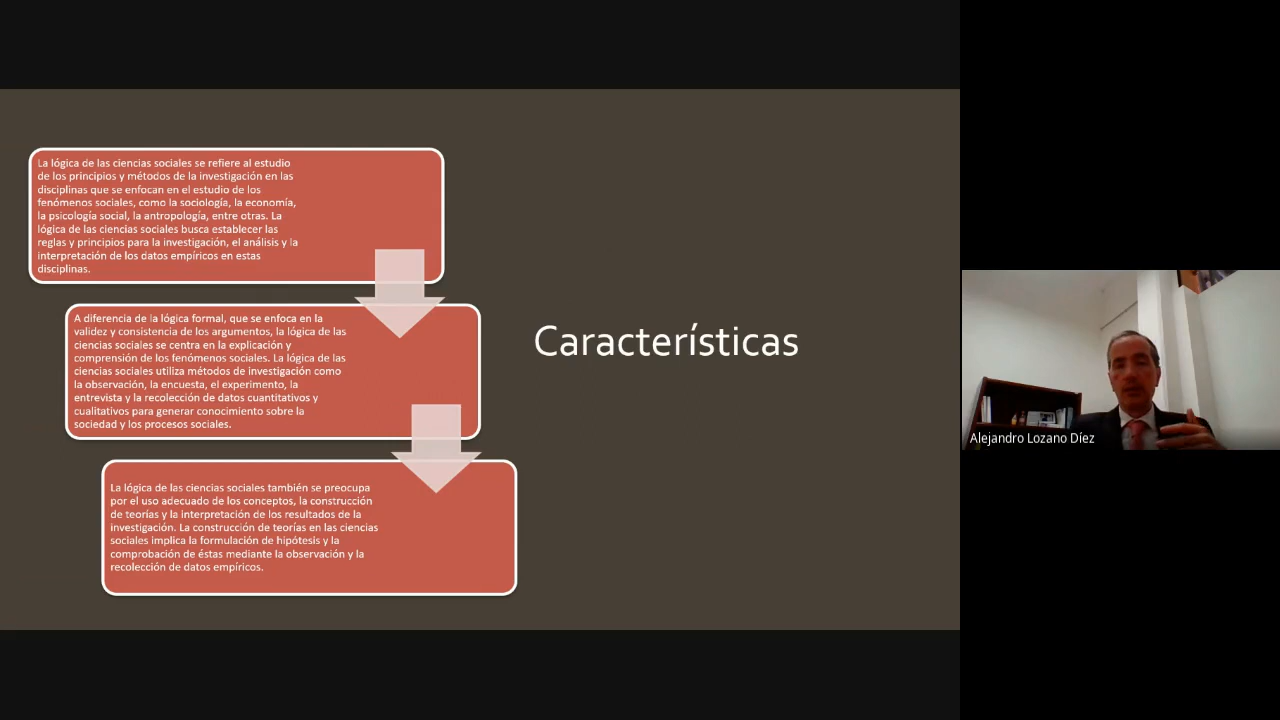 La lógica de las ciencias sociales se refiere al estudio
de los principios y métodos de la investigación en las
disciplinas que se enfocan en el estudio de los
fenómenos sociales, como la sociología, la economía,
la psicología social, la antropología, entre otras. La
lógica de las ciencias sociales busca establecer las
reglas y principios para la investigación, el análisis y la
interpretación de los datos empíricos en estas
disciplinas.
A diferencia de la lógica formal, que se enfoca en la
validez y consistencia de los argumentos, la lógica de las
ciencias sociales se centra en la explicación y
comprensión de los fenómenos sociales. La lógica de las
ciencias sociales utiliza métodos de investigación como
la observación, la encuesta, el experimento, la
entrevista y la recolección de datos cuantitativos y
cualitativos para generar conocimiento sobre la
sociedad y los procesos sociales.
La lógica de las ciencias sociales también se preocupa
por el uso adecuado de los conceptos, la construcción
de teorías y la interpretación de los resultados de la
investigación. La construcción de teorías en las ciencias
sociales implica la formulación de hipótesis y la
comprobación de éstas mediante la observación y la
recolección de datos empíricos.
Características
Alejandro Lozano Díez